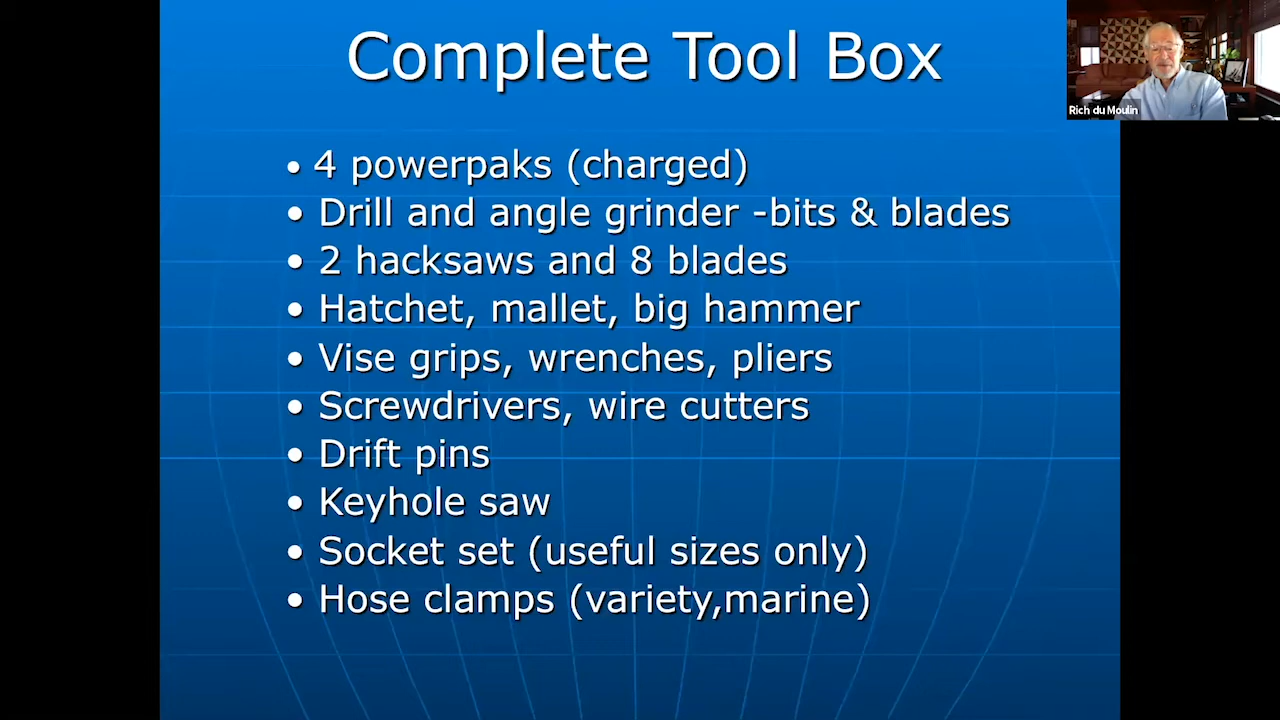 Complete Tool Box
Rich du Moulin
• 4 powerpaks (charged)
• Drill and angle grinder -bits & blades
• 2 hacksaws and 8 blades
• Hatchet, mallet, big hammer
• Vise grips, wrenches, pliers
• Screwdrivers, wire cutters
• Drift pins
• Keyhole saw
• Socket set (useful sizes only)
• Hose clamps (variety,marine)